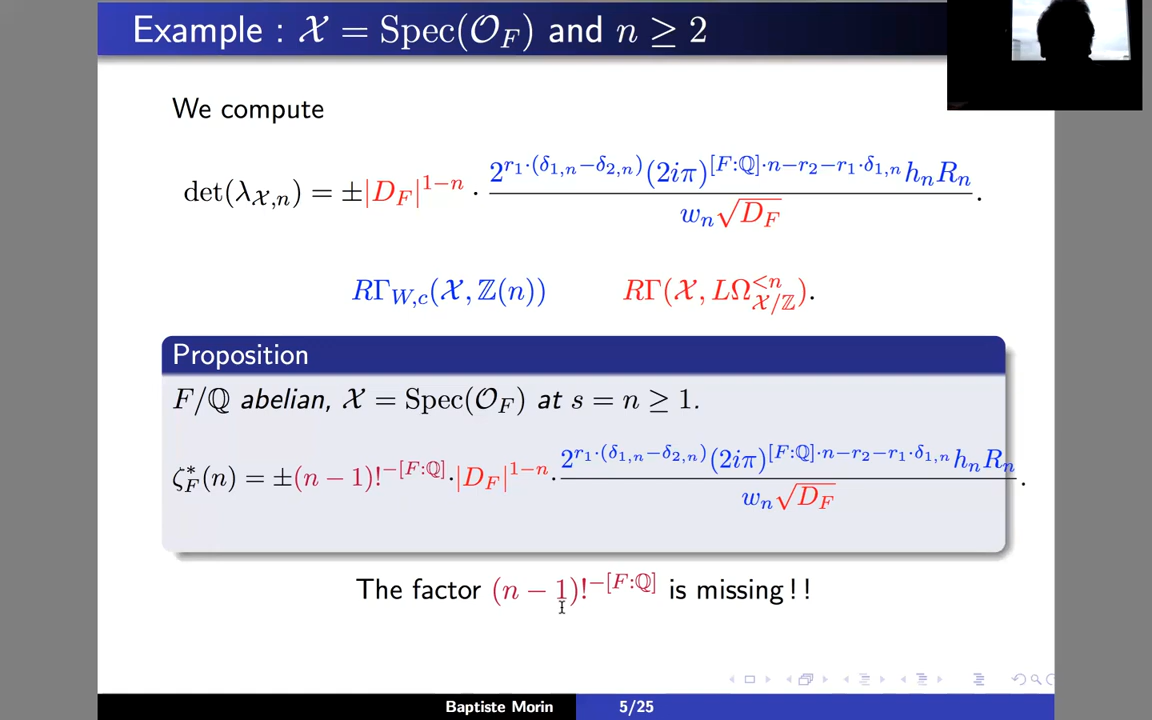 Example : 𝒳 = Spec(𝒪_F) and n ≥ 2
We compute
det(λ_{𝒳,n}) = ±|D_F|^{1−n} · \frac{2^{r_1·(δ_{1,n}−δ_{2,n})}(2iπ)^{[F:ℚ]·n−r_2−r_1·δ_{1,n}} h_n R_n}{w_n √D_F}.
RΓ_{W,c}(𝒳, ℤ(n)) RΓ(𝒳, LΩ^{<n}_{𝒳/ℤ}).
Proposition
F/ℚ abelian, 𝒳 = Spec(𝒪_F) at s = n ≥ 1.
ζ*_F(n) = ±(n − 1)!^{−[F:ℚ]} · |D_F|^{1−n} · \frac{2^{r_1·(δ_{1,n}−δ_{2,n})}(2iπ)^{[F:ℚ]·n−r_2−r_1·δ_{1,n}} h_n R_n}{w_n √D_F}.
The factor (n − 1)!^{−[F:ℚ]} is missing!!
Baptiste Morin 5/25